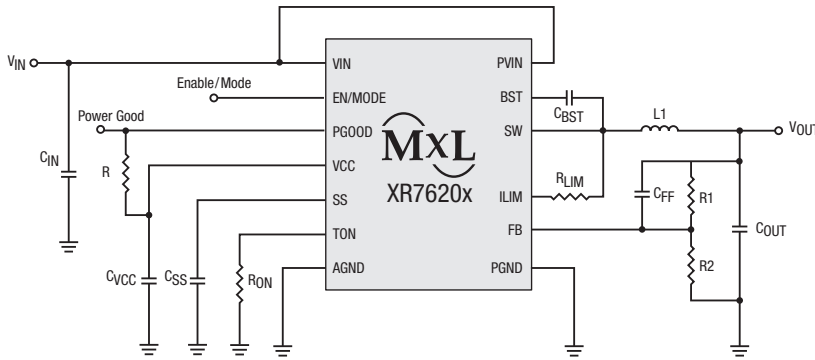 VIN
Enable/Mode
Power Good
CIN
R
CVCC
CSS
RON
VIN
EN/MODE
PGOOD
VCC
SS
TON
AGND
MxL
XR7620x
PVIN
BST
SW
ILIM
FB
PGND
CBST
L1
VOUT
RLIM
CFF
R1
COUT
R2